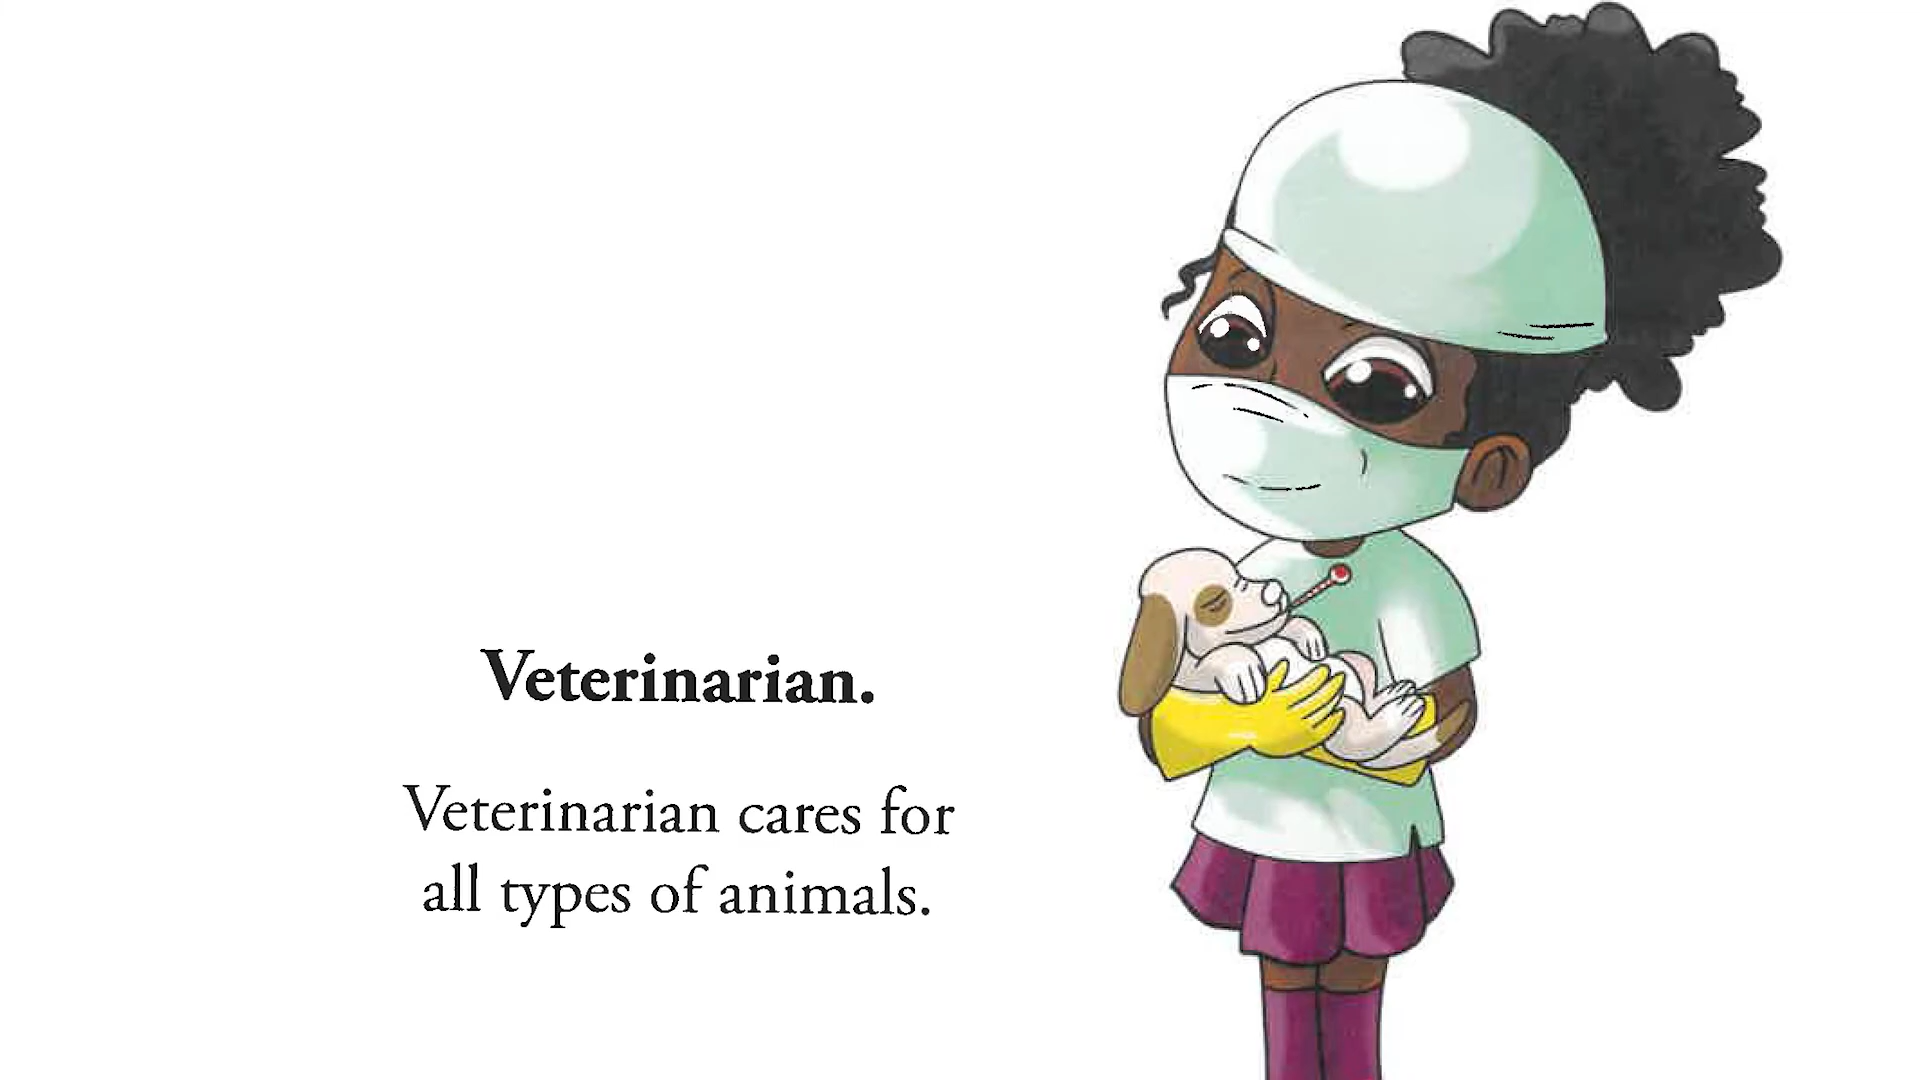 Veterinarian.
Veterinarian cares for
all types of animals.